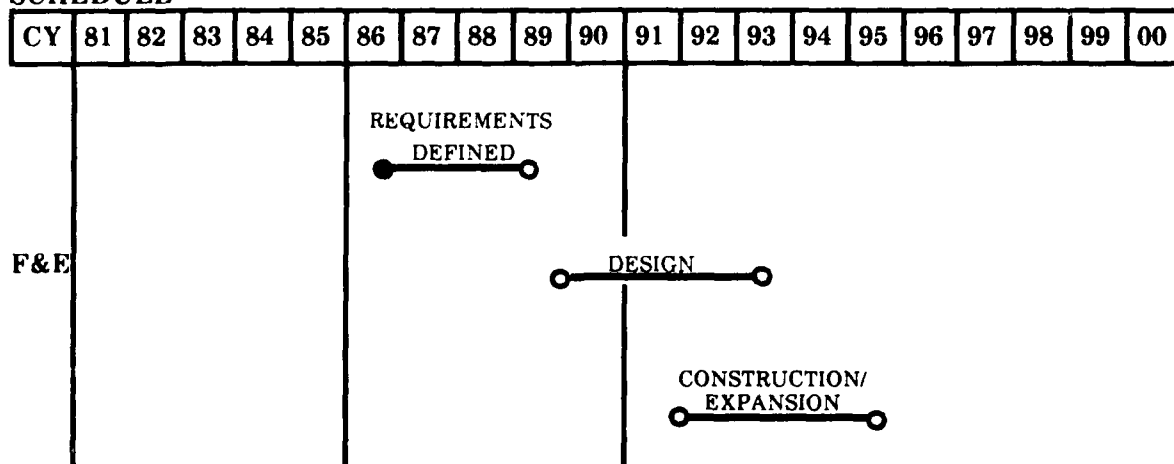 SCHEDULE
CY 81 82 83 84 85 86 87 88 89 90 91 92 93 94 95 96 97 98 99 00
REQUIREMENTS
DEFINED
F&E
DESIGN
CONSTRUCTION/
EXPANSION